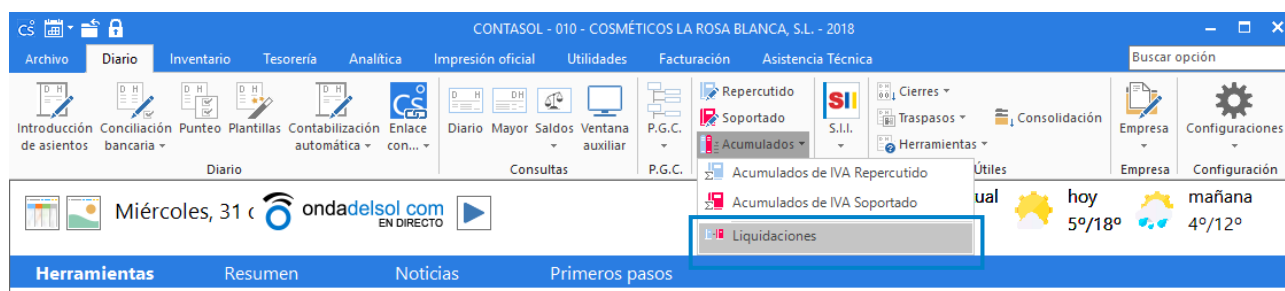 CS
CONTASOL - 010 - COSMÉTICOS LA ROSA BLANCA, S.L. - 2018
Archivo Diario Inventario Tesorería Analítica Impresión oficial Utilidades Facturación Asistencia Técnica Buscar opción
Introducción de asientos
Conciliación bancaria
Punteo
Plantillas
Contabilización automática
CS
Enlace con...
Diario
Diario
Mayor
Saldos
Ventana auxiliar
Consultas
P.G.C.
P.G.C.
Repercutido
Soportado
Acumulados
SII
S.I.I.
Cierres
Traspasos
Herramientas
Consolidación
Útiles
Empresa
Empresa
Configuraciones
Configuración
Acumulados de IVA Repercutido
Acumulados de IVA Soportado
Liquidaciones
Miércoles, 31
ondadelsol com
EN DIRECTO
ual
hoy
5º/18º
mañana
4º/12º
Herramientas Resumen Noticias Primeros pasos